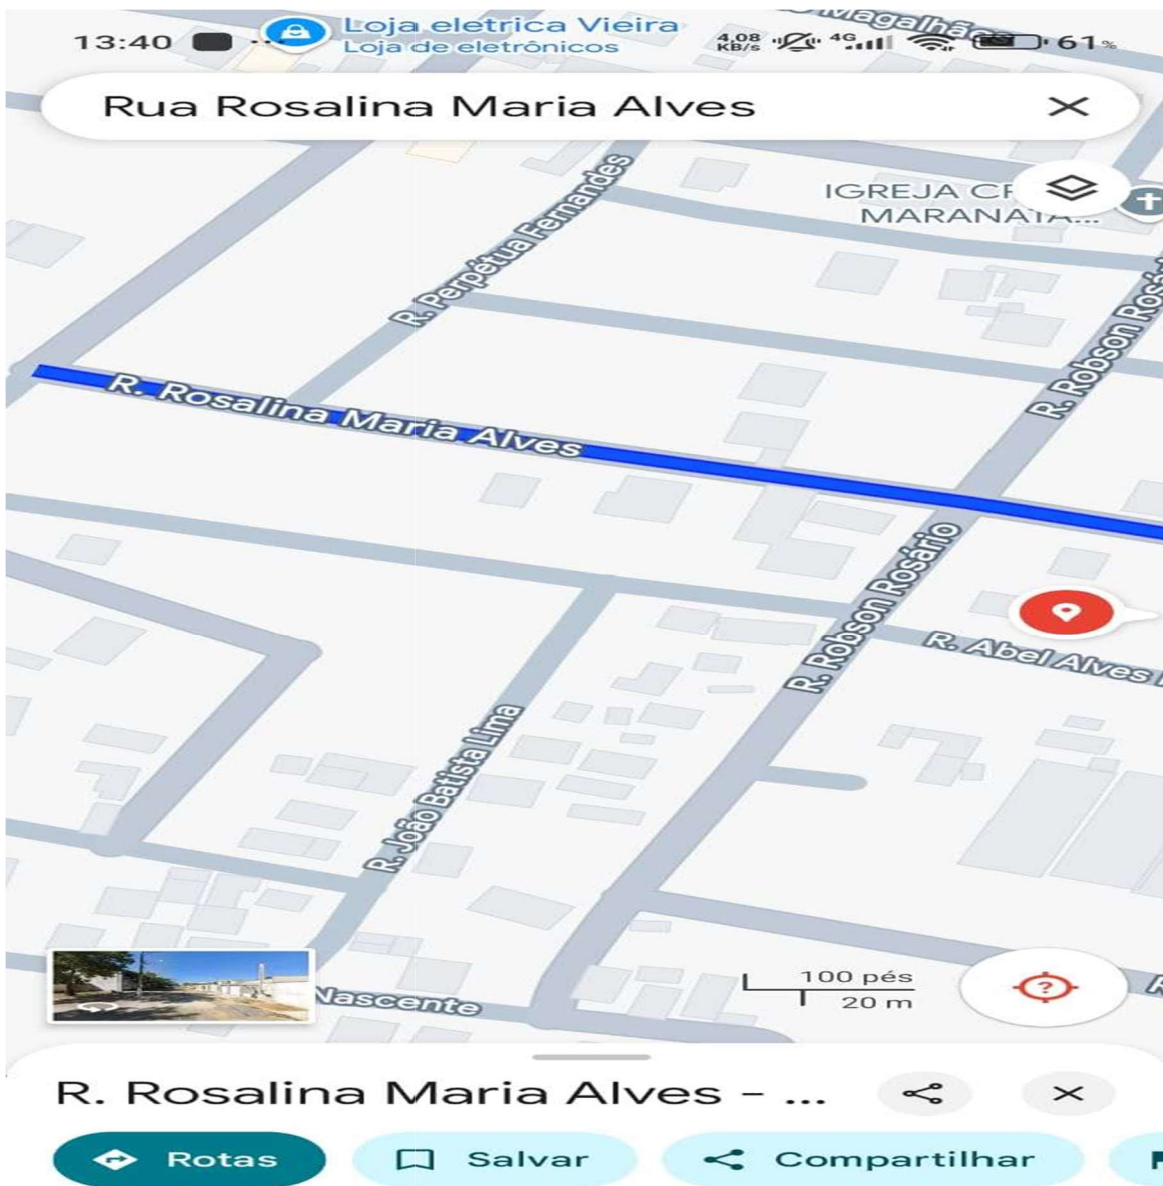 Loja eletrica Vieira
Loja de eletrônicos
Magalhã
13:40
4.08 KB/s
4G
61%
Rua Rosalina Maria Alves
IGREJA CR
MARANATA...
R. Perpétua Fernandes
R. Robson Rosár
R. Rosalina Maria Alves
R. Robson Rosário
R. Abel Alves
R. João Batista Lima
100 pés
20 m
Nascente
R
R. Rosalina Maria Alves - ...
Rotas
Salvar
Compartilhar